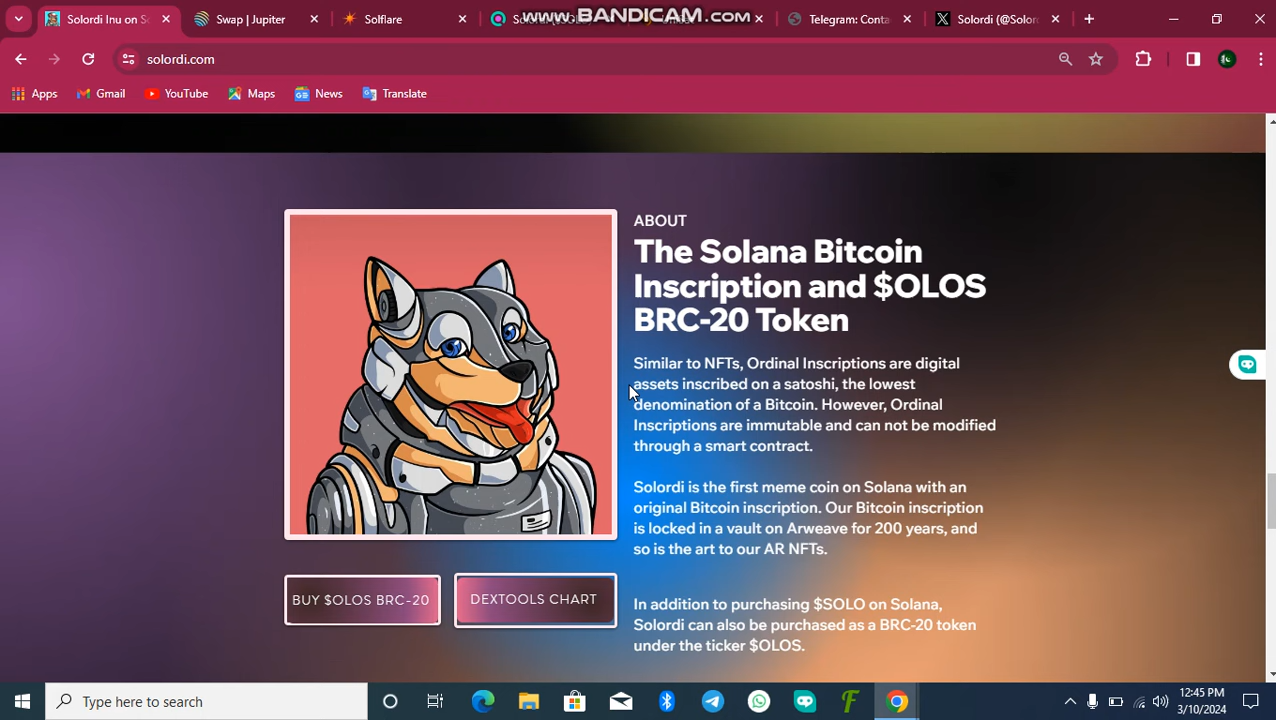 Solordi Inu on S
Swap | Jupiter
Solflare
www.BANDICAM.com
Telegram: Conta
Solordi (@Solor
solordi.com
Apps
Gmail
YouTube
Maps
News
Translate
ABOUT
The Solana Bitcoin
Inscription and $OLOS
BRC-20 Token
Similar to NFTs, Ordinal Inscriptions are digital
assets inscribed on a satoshi, the lowest
denomination of a Bitcoin. However, Ordinal
Inscriptions are immutable and can not be modified
through a smart contract.
Solordi is the first meme coin on Solana with an
original Bitcoin inscription. Our Bitcoin inscription
is locked in a vault on Arweave for 200 years, and
so is the art to our AR NFTs.
In addition to purchasing $SOLO on Solana,
Solordi can also be purchased as a BRC-20 token
under the ticker $OLOS.
BUY $OLOS BRC-20
DEXTOOLS CHART
Type here to search
12:45 PM
3/10/2024